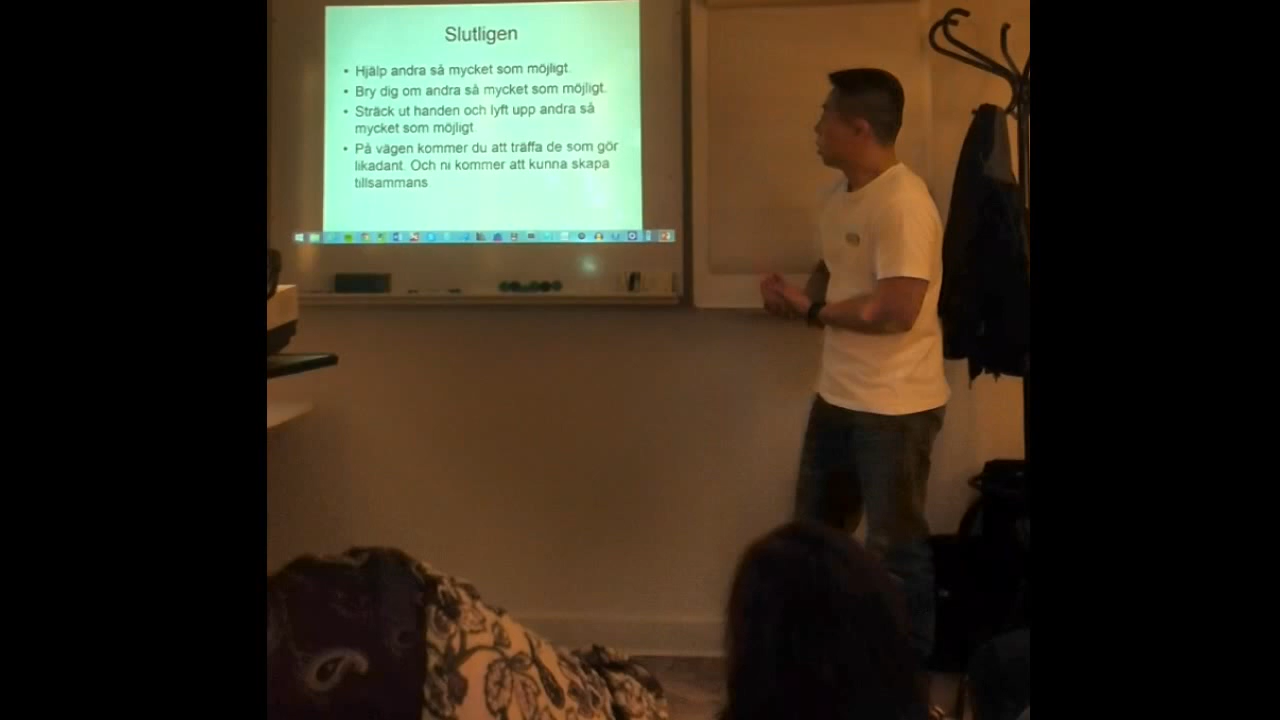 Slutligen
• Hjälp andra så mycket som möjligt.
• Bry dig om andra så mycket som möjligt.
• Sträck ut handen och lyft upp andra så
mycket som möjligt
• På vägen kommer du att träffa de som gör
likadant. Och ni kommer att kunna skapa
tillsammans